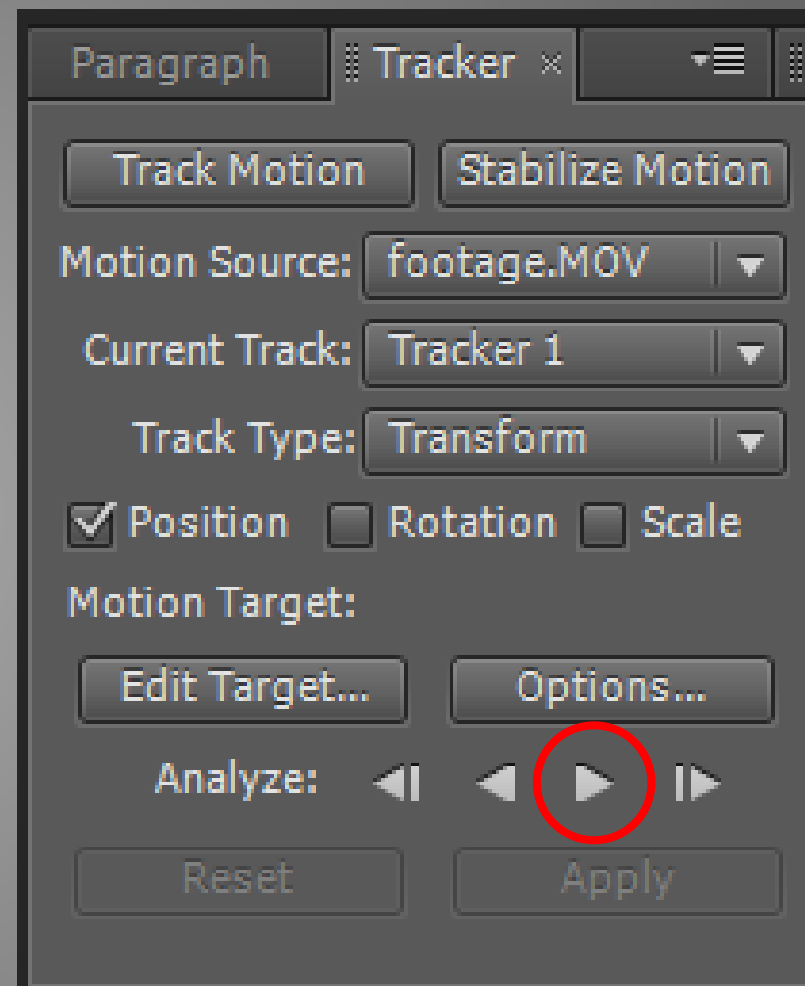 Paragraph Tracker
Track Motion Stabilize Motion
Motion Source: footage.MOV
Current Track: Tracker 1
Track Type: Transform
Position Rotation Scale
Motion Target:
Edit Target... Options...
Analyze:
Reset Apply